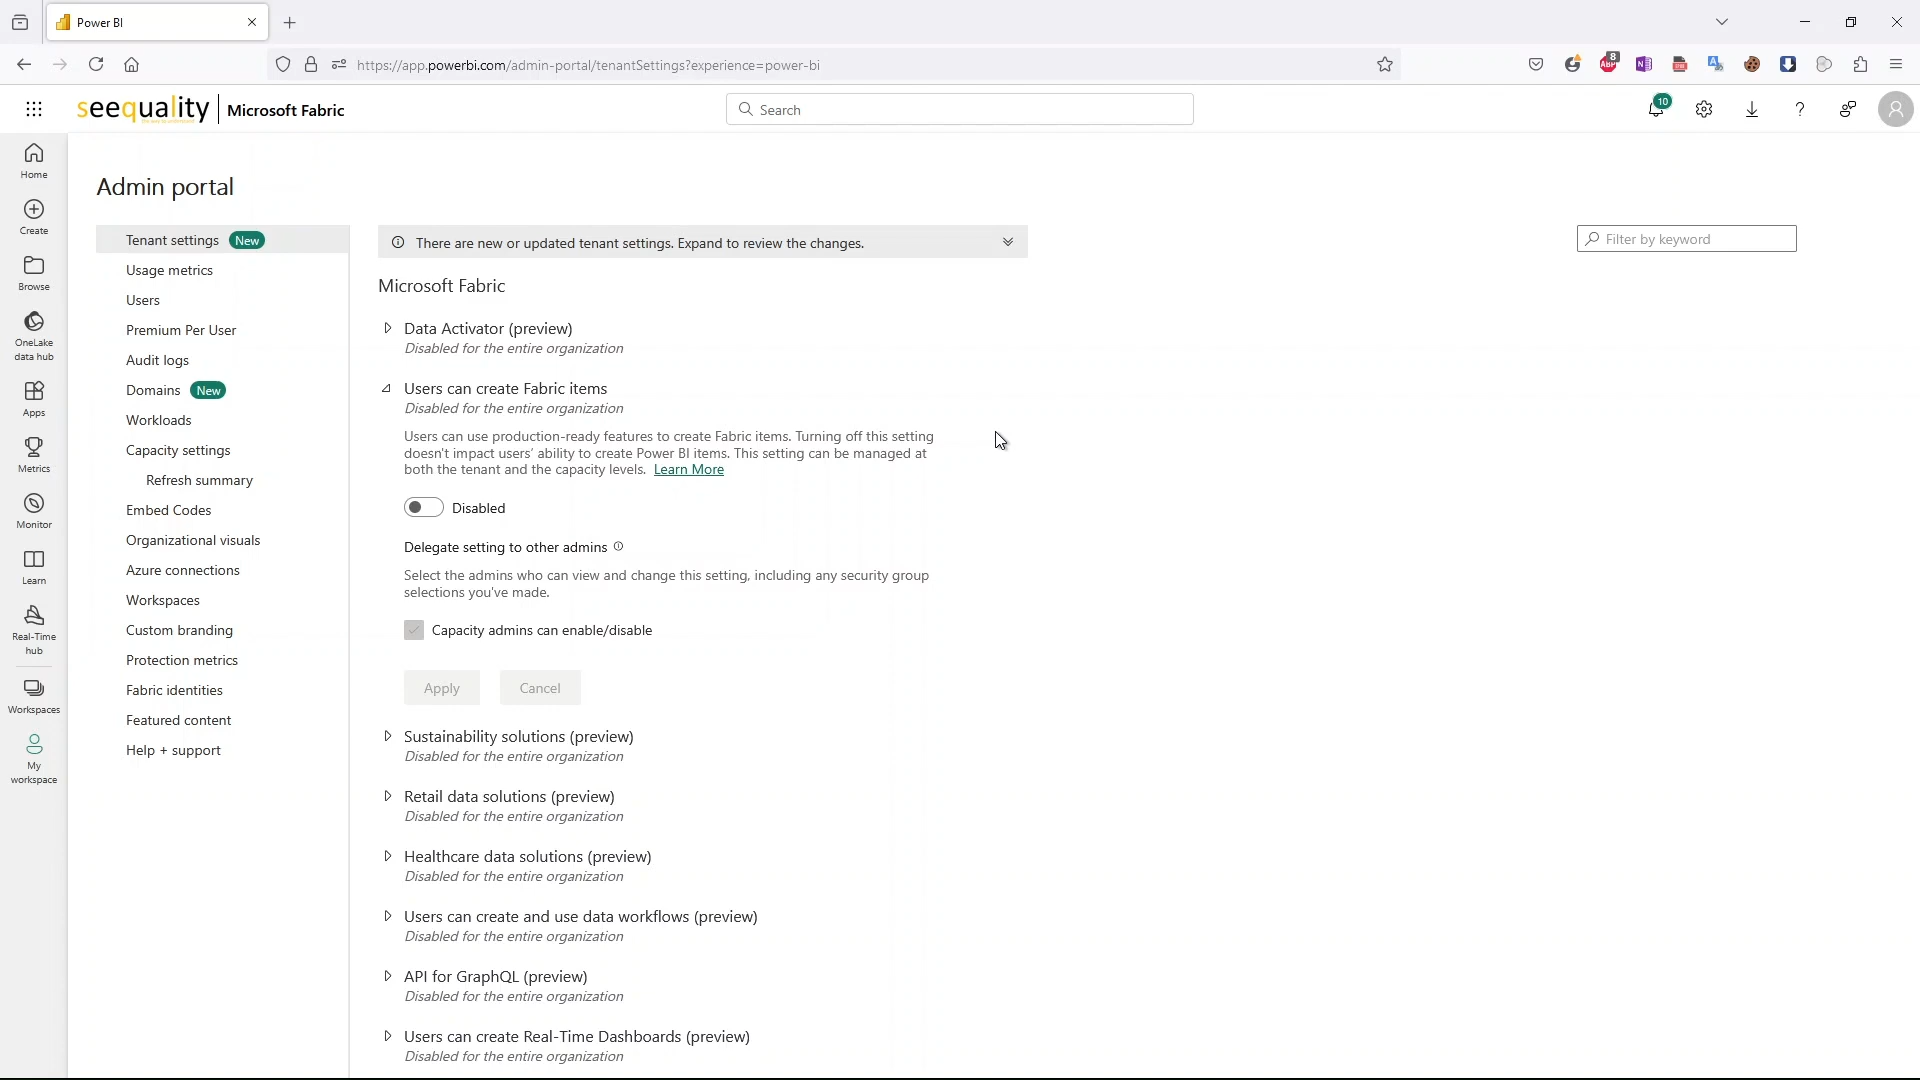 Power BI
https://app.powerbi.com/admin-portal/tenantSettings?experience=power-bi
8
seequality
Microsoft Fabric
Search
10
Home
Create
Browse
OneLake
data hub
Apps
Metrics
Monitor
Learn
Real-Time
hub
Workspaces
My
workspace
Admin portal
Tenant settings New
Usage metrics
Users
Premium Per User
Audit logs
Domains New
Workloads
Capacity settings
Refresh summary
Embed Codes
Organizational visuals
Azure connections
Workspaces
Custom branding
Protection metrics
Fabric identities
Featured content
Help + support
There are new or updated tenant settings. Expand to review the changes.
Filter by keyword
Microsoft Fabric
Data Activator (preview)
Disabled for the entire organization
Users can create Fabric items
Disabled for the entire organization
Users can use production-ready features to create Fabric items. Turning off this setting
doesn't impact users' ability to create Power BI items. This setting can be managed at
both the tenant and the capacity levels. Learn More
Disabled
Delegate setting to other admins
Select the admins who can view and change this setting, including any security group
selections you've made.
Capacity admins can enable/disable
Apply Cancel
Sustainability solutions (preview)
Disabled for the entire organization
Retail data solutions (preview)
Disabled for the entire organization
Healthcare data solutions (preview)
Disabled for the entire organization
Users can create and use data workflows (preview)
Disabled for the entire organization
API for GraphQL (preview)
Disabled for the entire organization
Users can create Real-Time Dashboards (preview)
Disabled for the entire organization